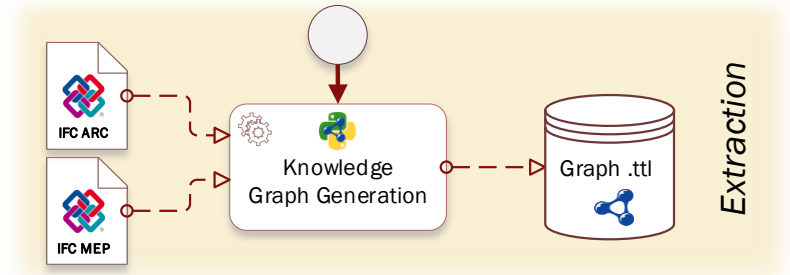 IFC ARC
IFC MEP
Knowledge
Graph Generation
Graph .ttl
Extraction